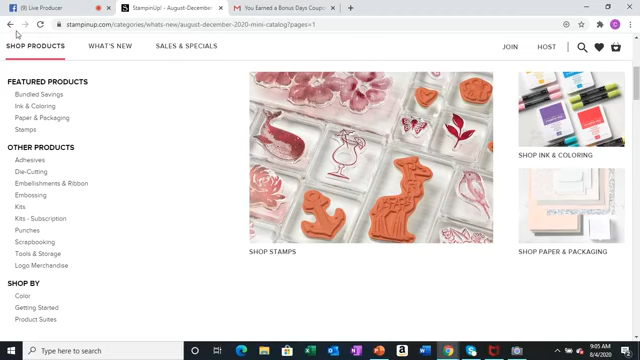 (9) Live Producer
StampinUp! - August-December
You Earned a Bonus Days Coupo
stampinup.com/categories/whats-new/august-december-2020-mini-catalog?pages=1
SHOP PRODUCTS
WHAT'S NEW
SALES & SPECIALS
JOIN
HOST
FEATURED PRODUCTS
Bundled Savings
Ink & Coloring
Paper & Packaging
Stamps
OTHER PRODUCTS
Adhesives
Die-Cutting
Embellishments & Ribbon
Embossing
Kits
Kits - Subscription
Punches
Scrapbooking
Tools & Storage
Logo Merchandise
SHOP BY
Color
Getting Started
Product Suites
SHOP STAMPS
SHOP INK & COLORING
SHOP PAPER & PACKAGING
Type here to search
9:05 AM
8/4/2020